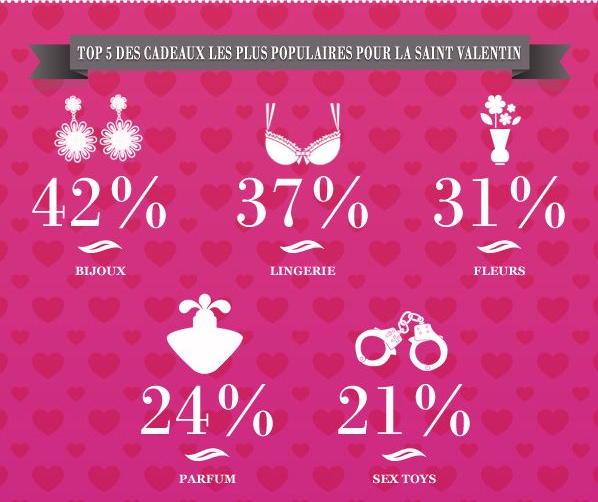 TOP 5 DES CADEAUX LES PLUS POPULAIRES POUR LA SAINT VALENTIN
42% 37% 31%
BIJOUX LINGERIE FLEURS
24% 21%
PARFUM SEX TOYS